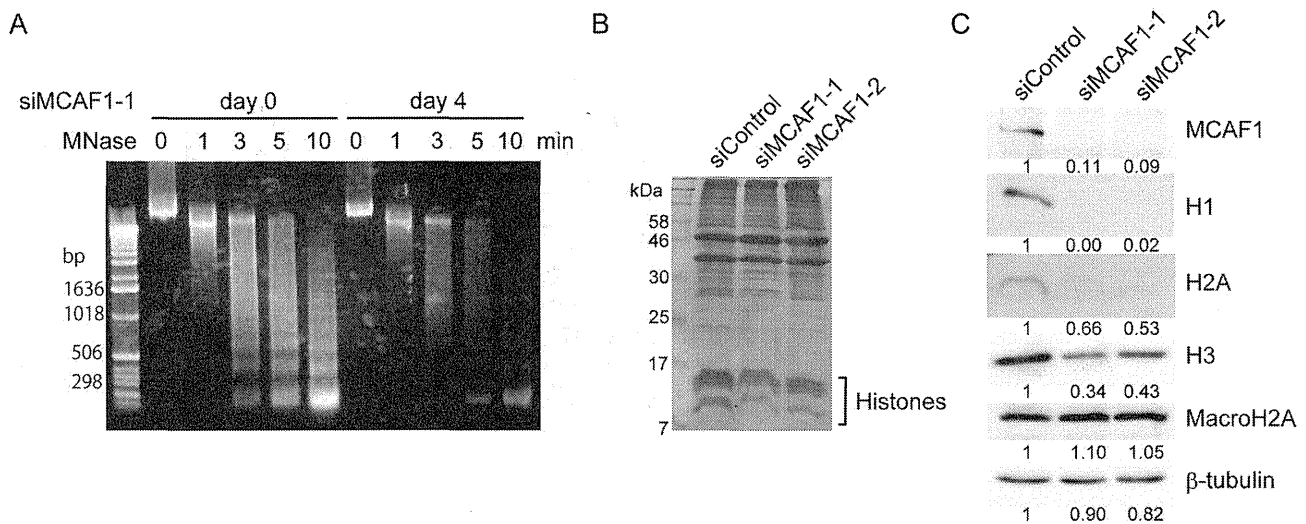 A
siMCAF1-1 day 0 day 4
MNase 0 1 3 5 10 0 1 3 5 10 min
bp
1636
1018
506
298
B
siControl
siMCAF1-1
siMCAF1-2
kDa
58
46
30
25
17
7
Histones
C
siControl
siMCAF1-1
siMCAF1-2
MCAF1
1 0.11 0.09
H1
1 0.00 0.02
H2A
1 0.66 0.53
H3
1 0.34 0.43
MacroH2A
1 1.10 1.05
β-tubulin
1 0.90 0.82